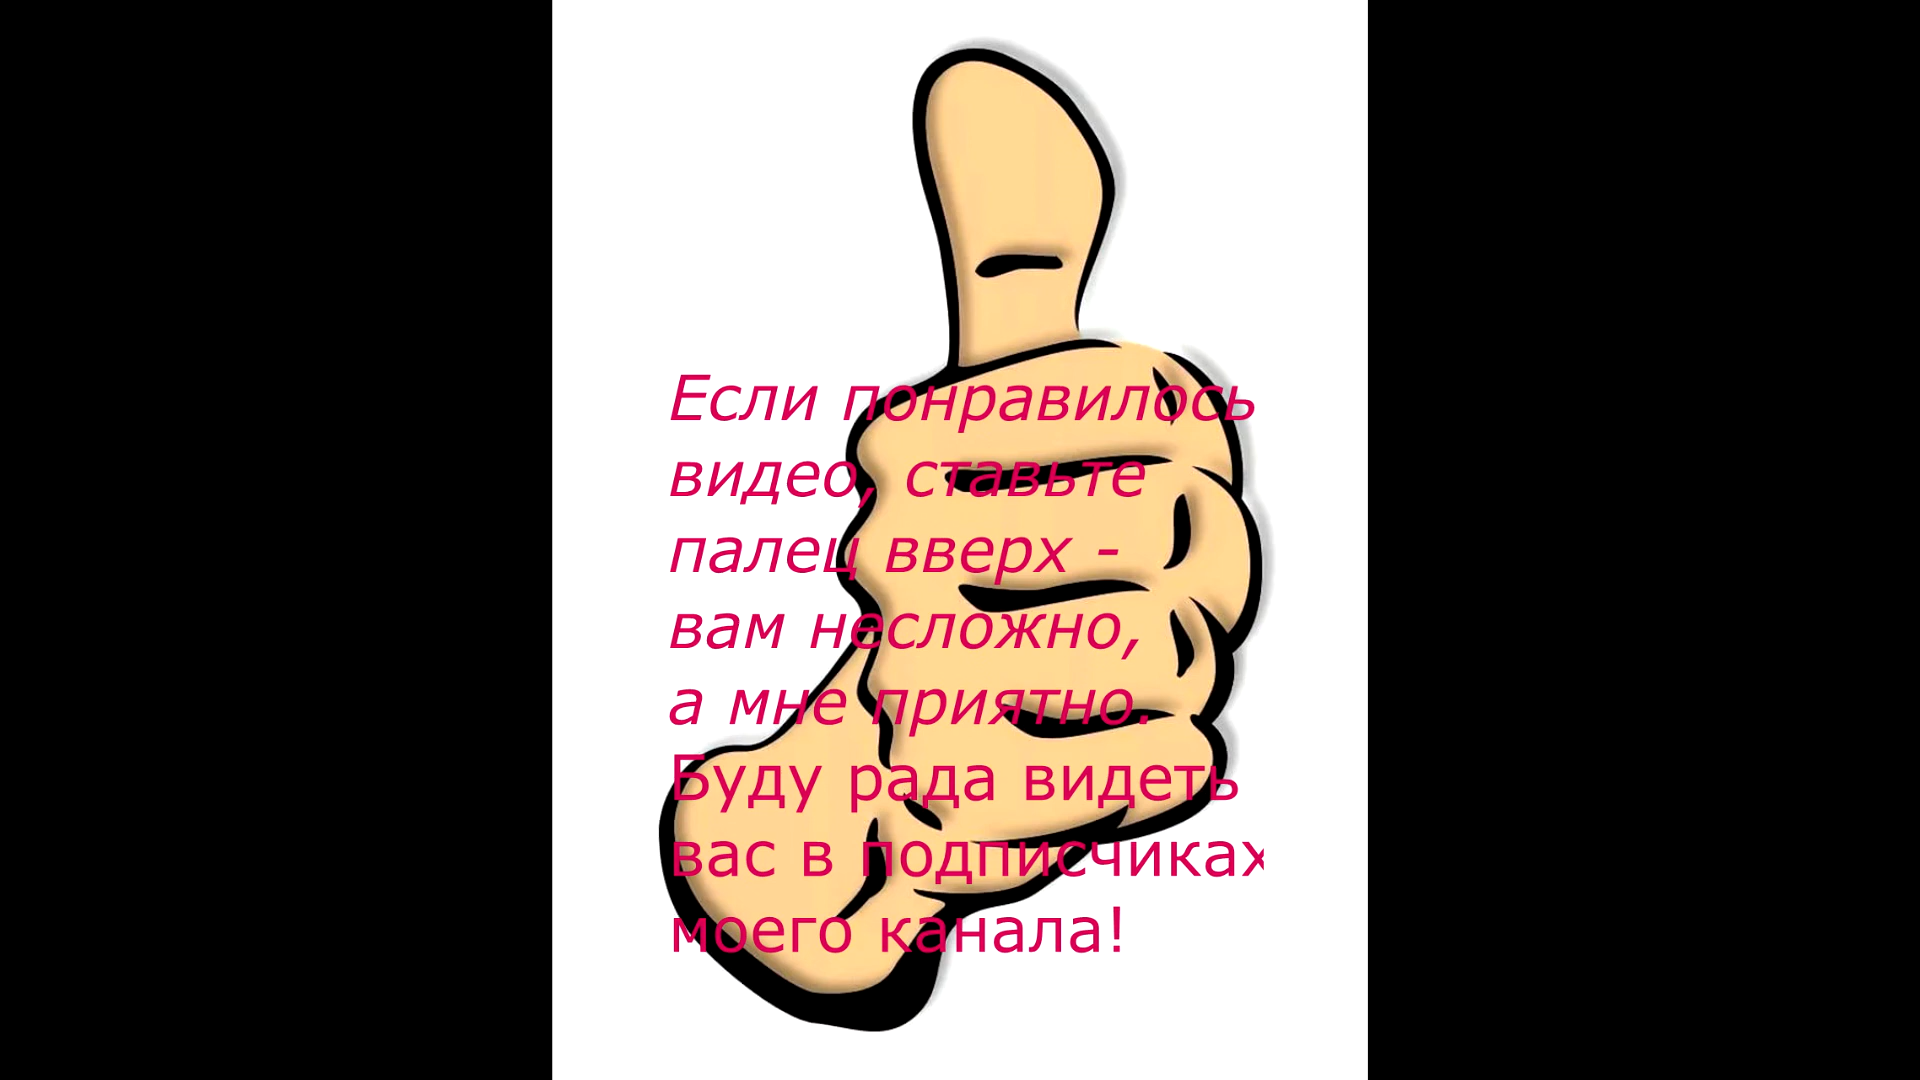 Если понравилось
видео, ставьте
палец вверх -
вам несложно,
а мне приятно.
Буду рада видеть
вас в подписчиках
моего канала!